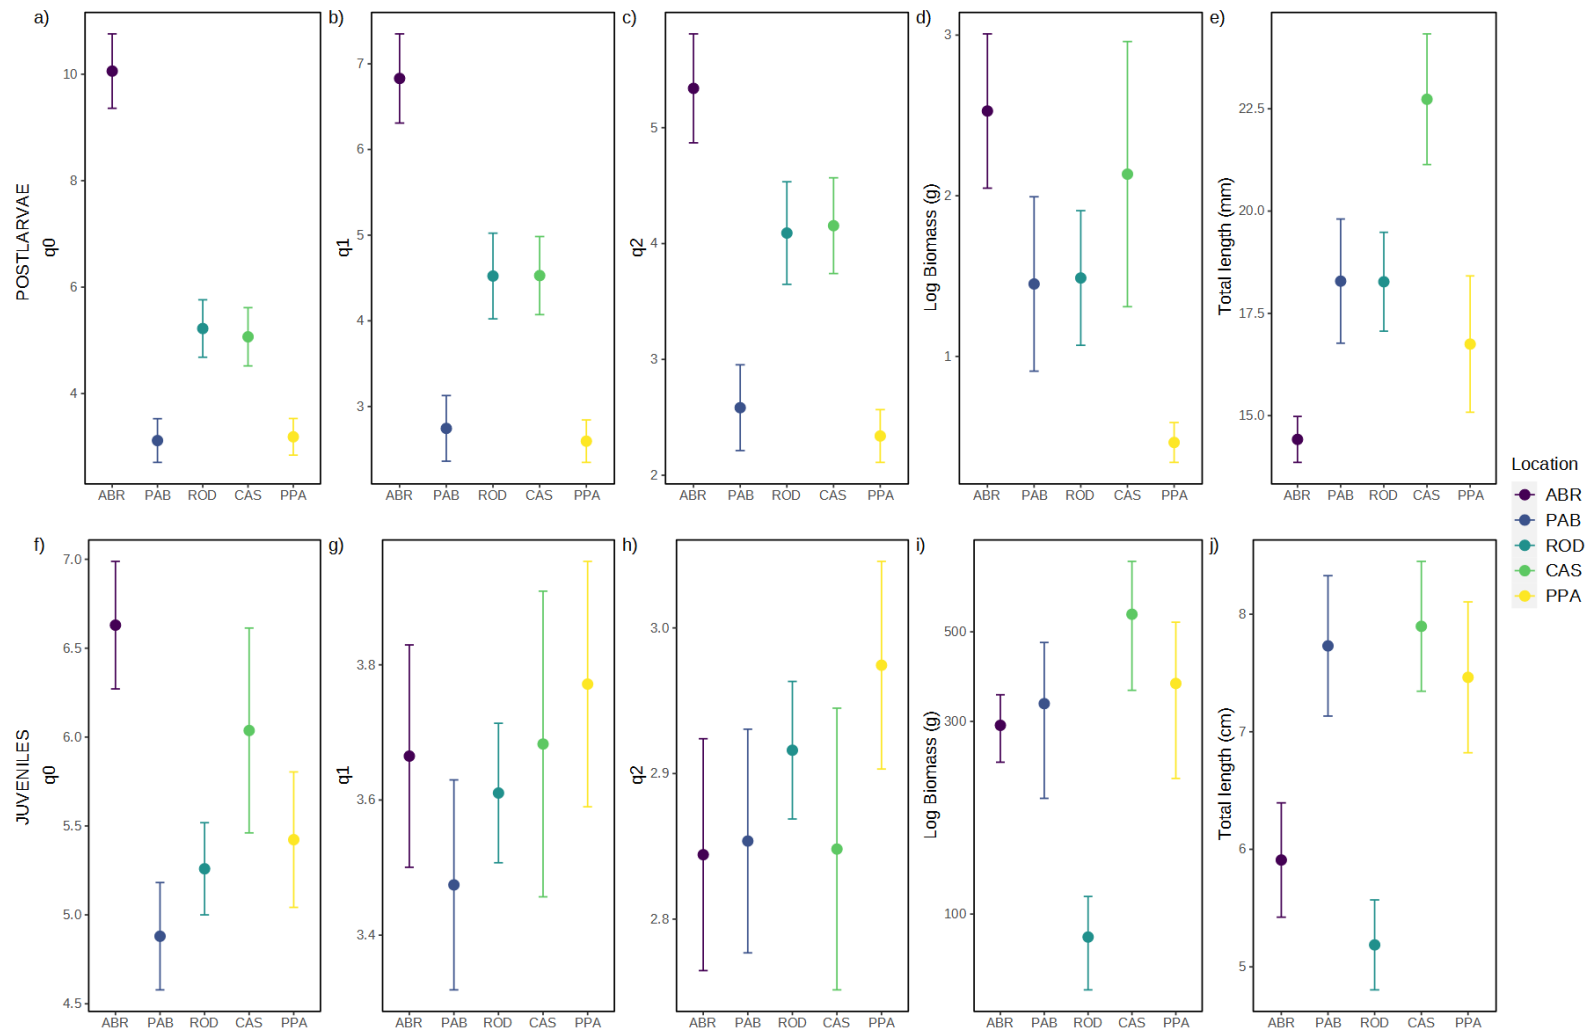 a)
POSTLARVAE
q0
10
8
6
4
ABR PAB ROD CAS PPA
b)
q1
7
6
5
4
3
ABR PAB ROD CAS PPA
c)
q2
5
4
3
2
ABR PAB ROD CAS PPA
d)
Log Biomass (g)
3
2
1
ABR PAB ROD CAS PPA
e)
Total length (mm)
22.5
20.0
17.5
15.0
ABR PAB ROD CAS PPA
f)
JUVENILES
q0
7.0
6.5
6.0
5.5
5.0
4.5
ABR PAB ROD CAS PPA
g)
q1
3.8
3.6
3.4
ABR PAB ROD CAS PPA
h)
q2
3.0
2.9
2.8
ABR PAB ROD CAS PPA
i)
Log Biomass (g)
500
300
100
ABR PAB ROD CAS PPA
j)
Total length (cm)
8
7
6
5
ABR PAB ROD CAS PPA
Location
ABR
PAB
ROD
CAS
PPA